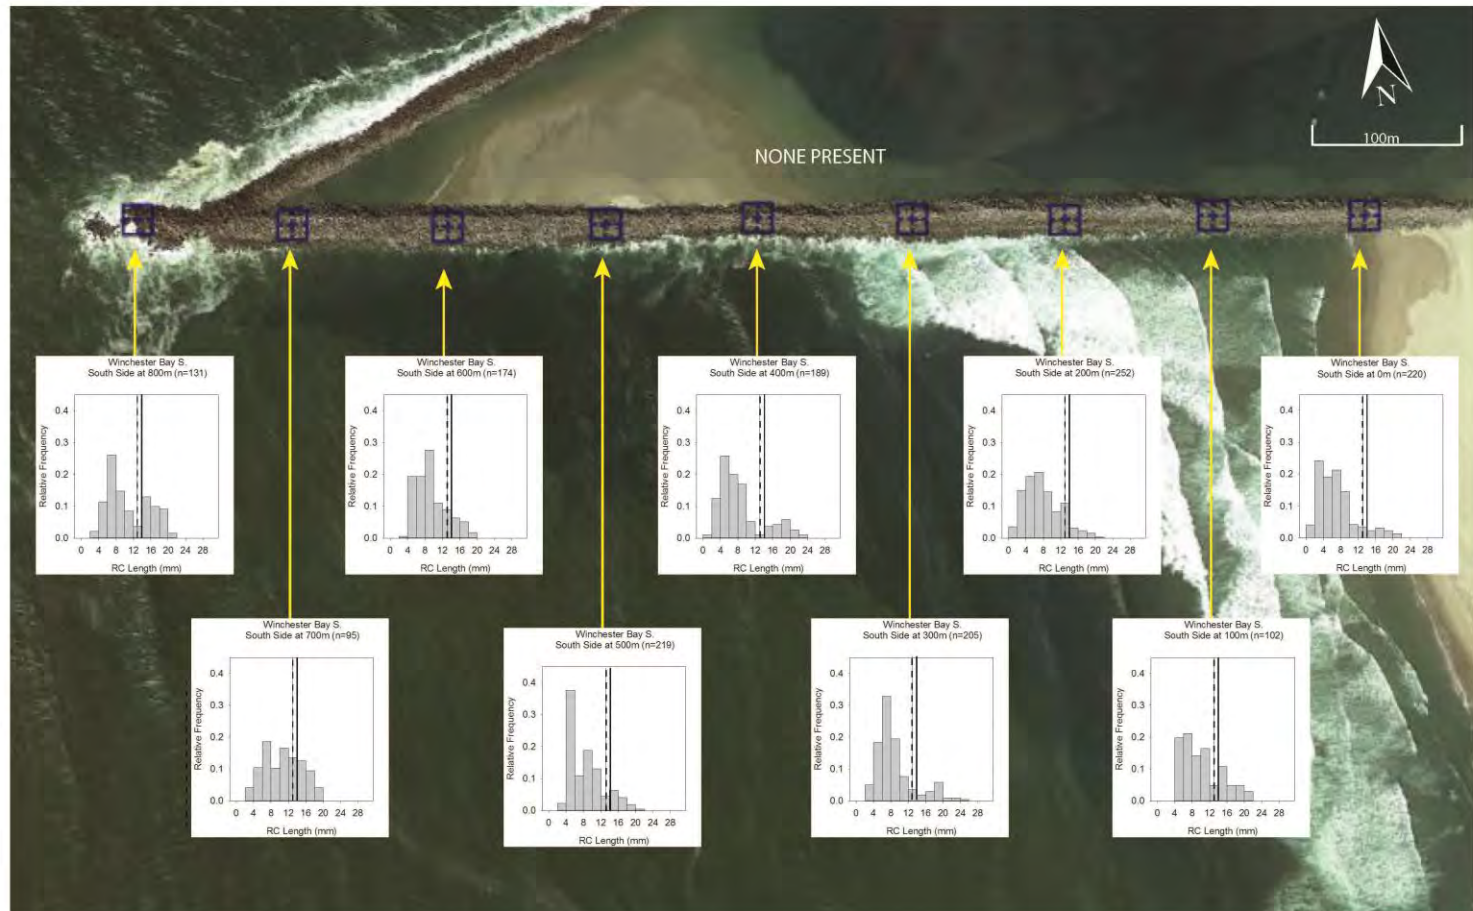 NONE PRESENT
N
100m
Winchester Bay S.
South Side at 800m (n=131)
Relative Frequency
0.4
0.3
0.2
0.1
0.0
0 4 8 12 16 20 24 28
RC Length (mm)
Winchester Bay S.
South Side at 600m (n=174)
Relative Frequency
0.4
0.3
0.2
0.1
0.0
0 4 8 12 16 20 24 28
RC Length (mm)
Winchester Bay S.
South Side at 400m (n=189)
Relative Frequency
0.4
0.3
0.2
0.1
0.0
0 4 8 12 16 20 24 28
RC Length (mm)
Winchester Bay S.
South Side at 200m (n=252)
Relative Frequency
0.4
0.3
0.2
0.1
0.0
0 4 8 12 16 20 24 28
RC Length (mm)
Winchester Bay S.
South Side at 0m (n=220)
Relative Frequency
0.4
0.3
0.2
0.1
0.0
0 4 8 12 16 20 24 28
RC Length (mm)
Winchester Bay S.
South Side at 700m (n=95)
Relative Frequency
0.4
0.3
0.2
0.1
0.0
0 4 8 12 16 20 24 28
RC Length (mm)
Winchester Bay S.
South Side at 500m (n=219)
Relative Frequency
0.4
0.3
0.2
0.1
0.0
0 4 8 12 16 20 24 28
RC Length (mm)
Winchester Bay S.
South Side at 300m (n=205)
Relative Frequency
0.4
0.3
0.2
0.1
0.0
0 4 8 12 16 20 24 28
RC Length (mm)
Winchester Bay S.
South Side at 100m (n=102)
Relative Frequency
0.4
0.3
0.2
0.1
0.0
0 4 8 12 16 20 24 28
RC Length (mm)